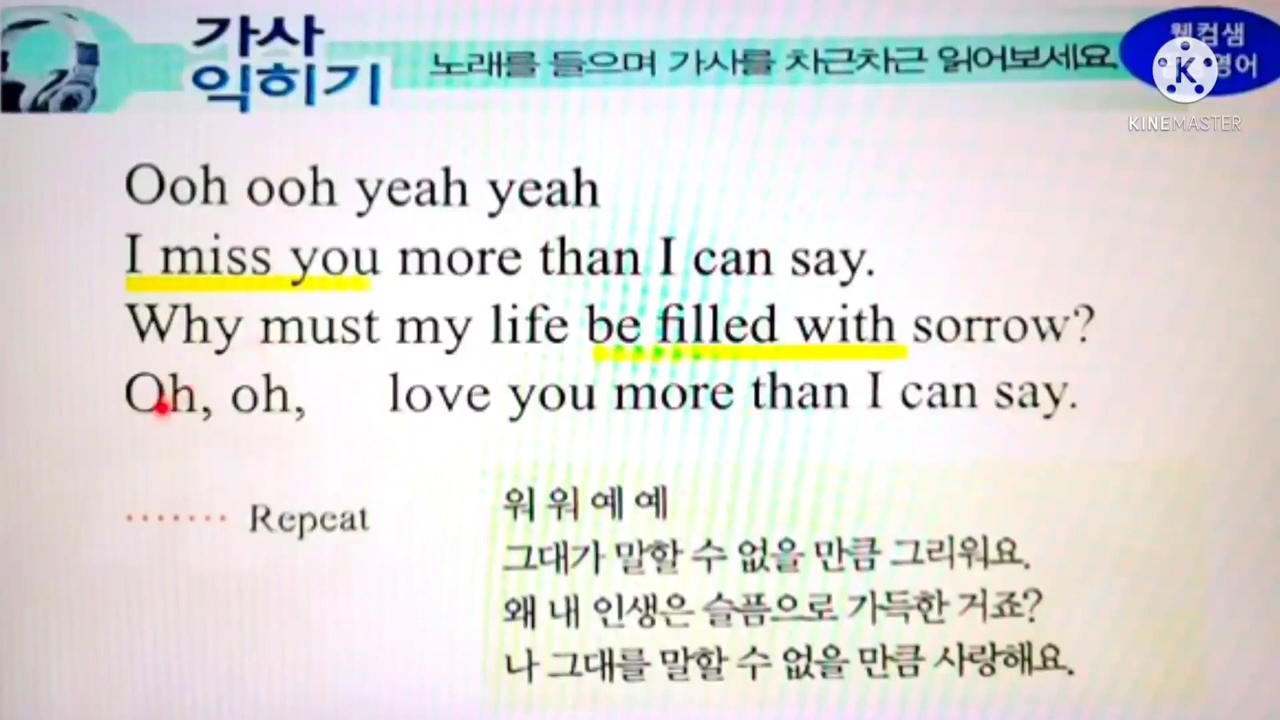 가사
익히기
노래를 들으며 가사를 차근차근 읽어보세요.
웰컴샘
영어
K
KINEMASTER
Ooh ooh yeah yeah
I miss you more than I can say.
Why must my life be filled with sorrow?
Oh, oh, love you more than I can say.
Repeat
워 워 예 예
그대가 말할 수 없을 만큼 그리워요.
왜 내 인생은 슬픔으로 가득한 거죠?
나 그대를 말할 수 없을 만큼 사랑해요.